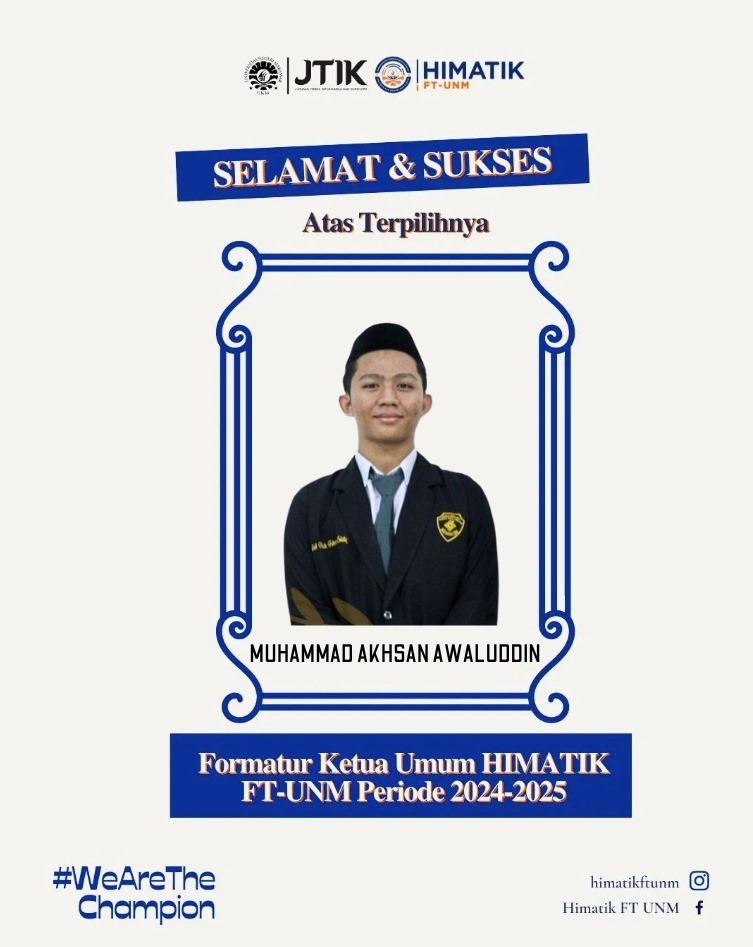 JTIK
HIMATIK
FT-UNM
SELAMAT & SUKSES
Atas Terpilihnya
MUHAMMAD AKHSAN AWALUDDIN
Formatur Ketua Umum HIMATIK
FT-UNM Periode 2024-2025
#WeAreThe
Champion
himatikftunm
Himatik FT UNM